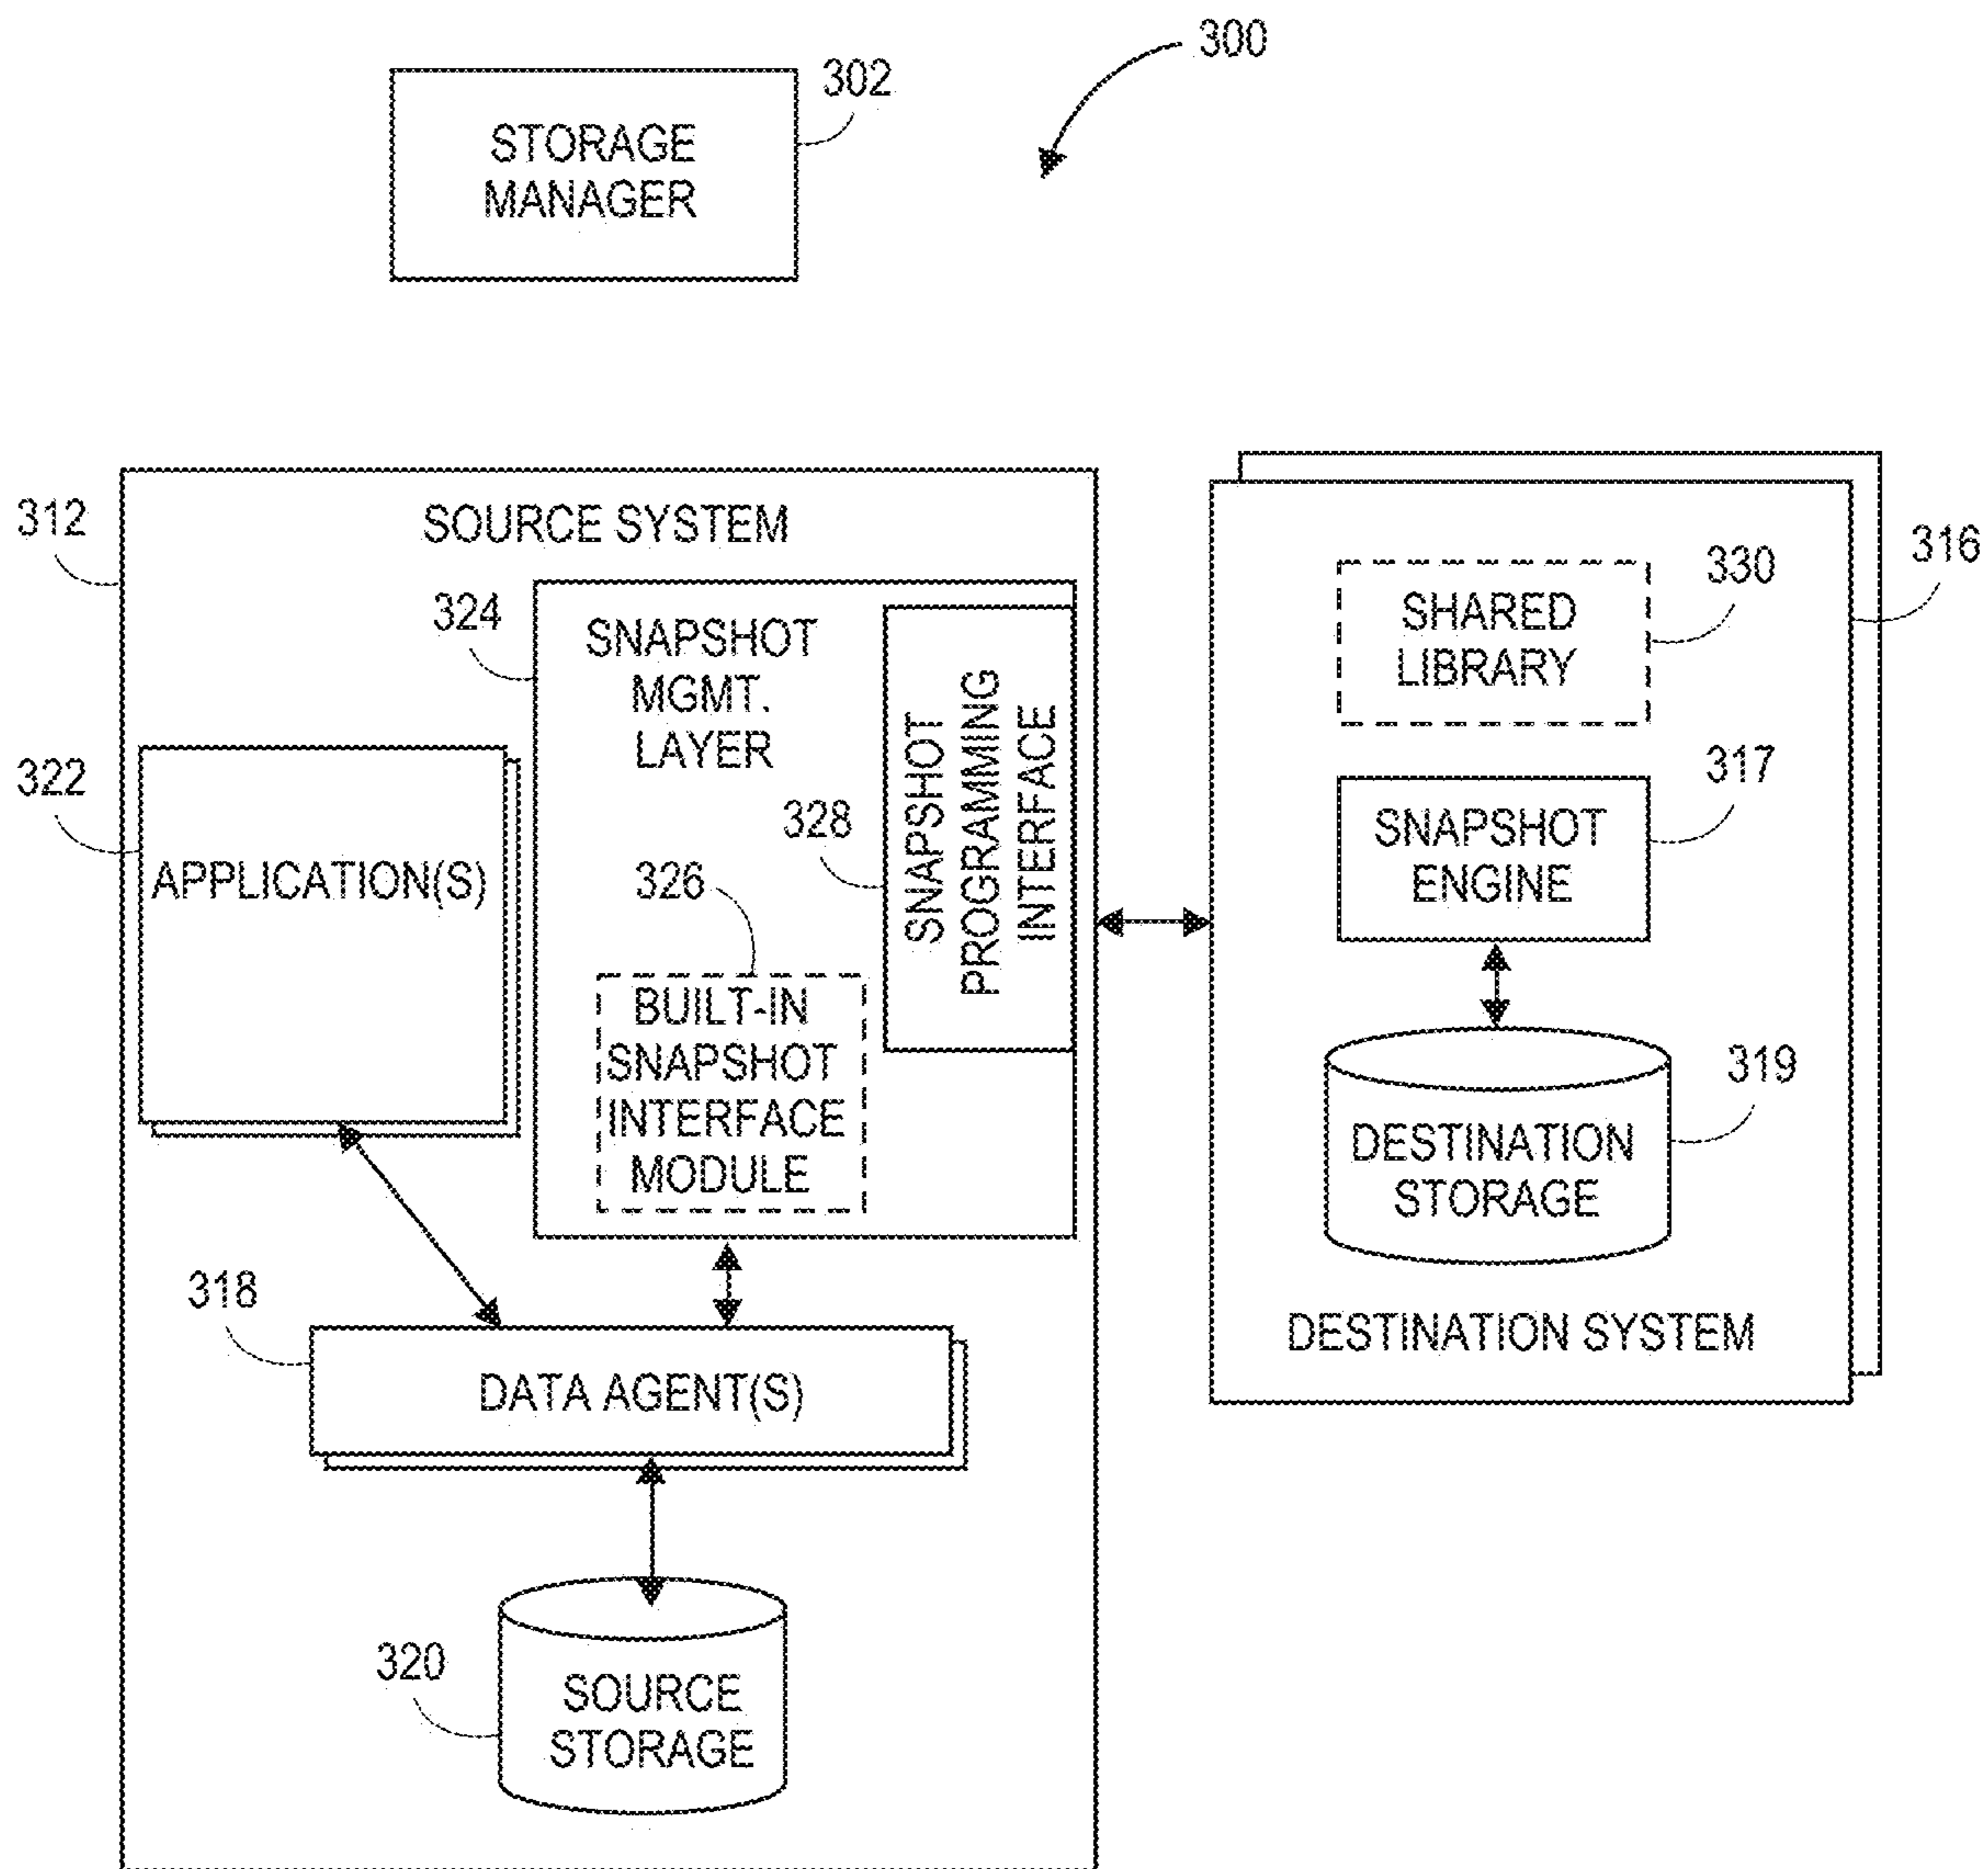 300
302
STORAGE
MANAGER
312
SOURCE SYSTEM
324
SNAPSHOT
MGMT.
LAYER
SNAPSHOT
PROGRAMMING
INTERFACE
328
322
APPLICATION(S)
326
BUILT-IN
SNAPSHOT
INTERFACE
MODULE
318
DATA AGENT(S)
320
SOURCE
STORAGE
316
330
SHARED
LIBRARY
317
SNAPSHOT
ENGINE
319
DESTINATION
STORAGE
DESTINATION SYSTEM